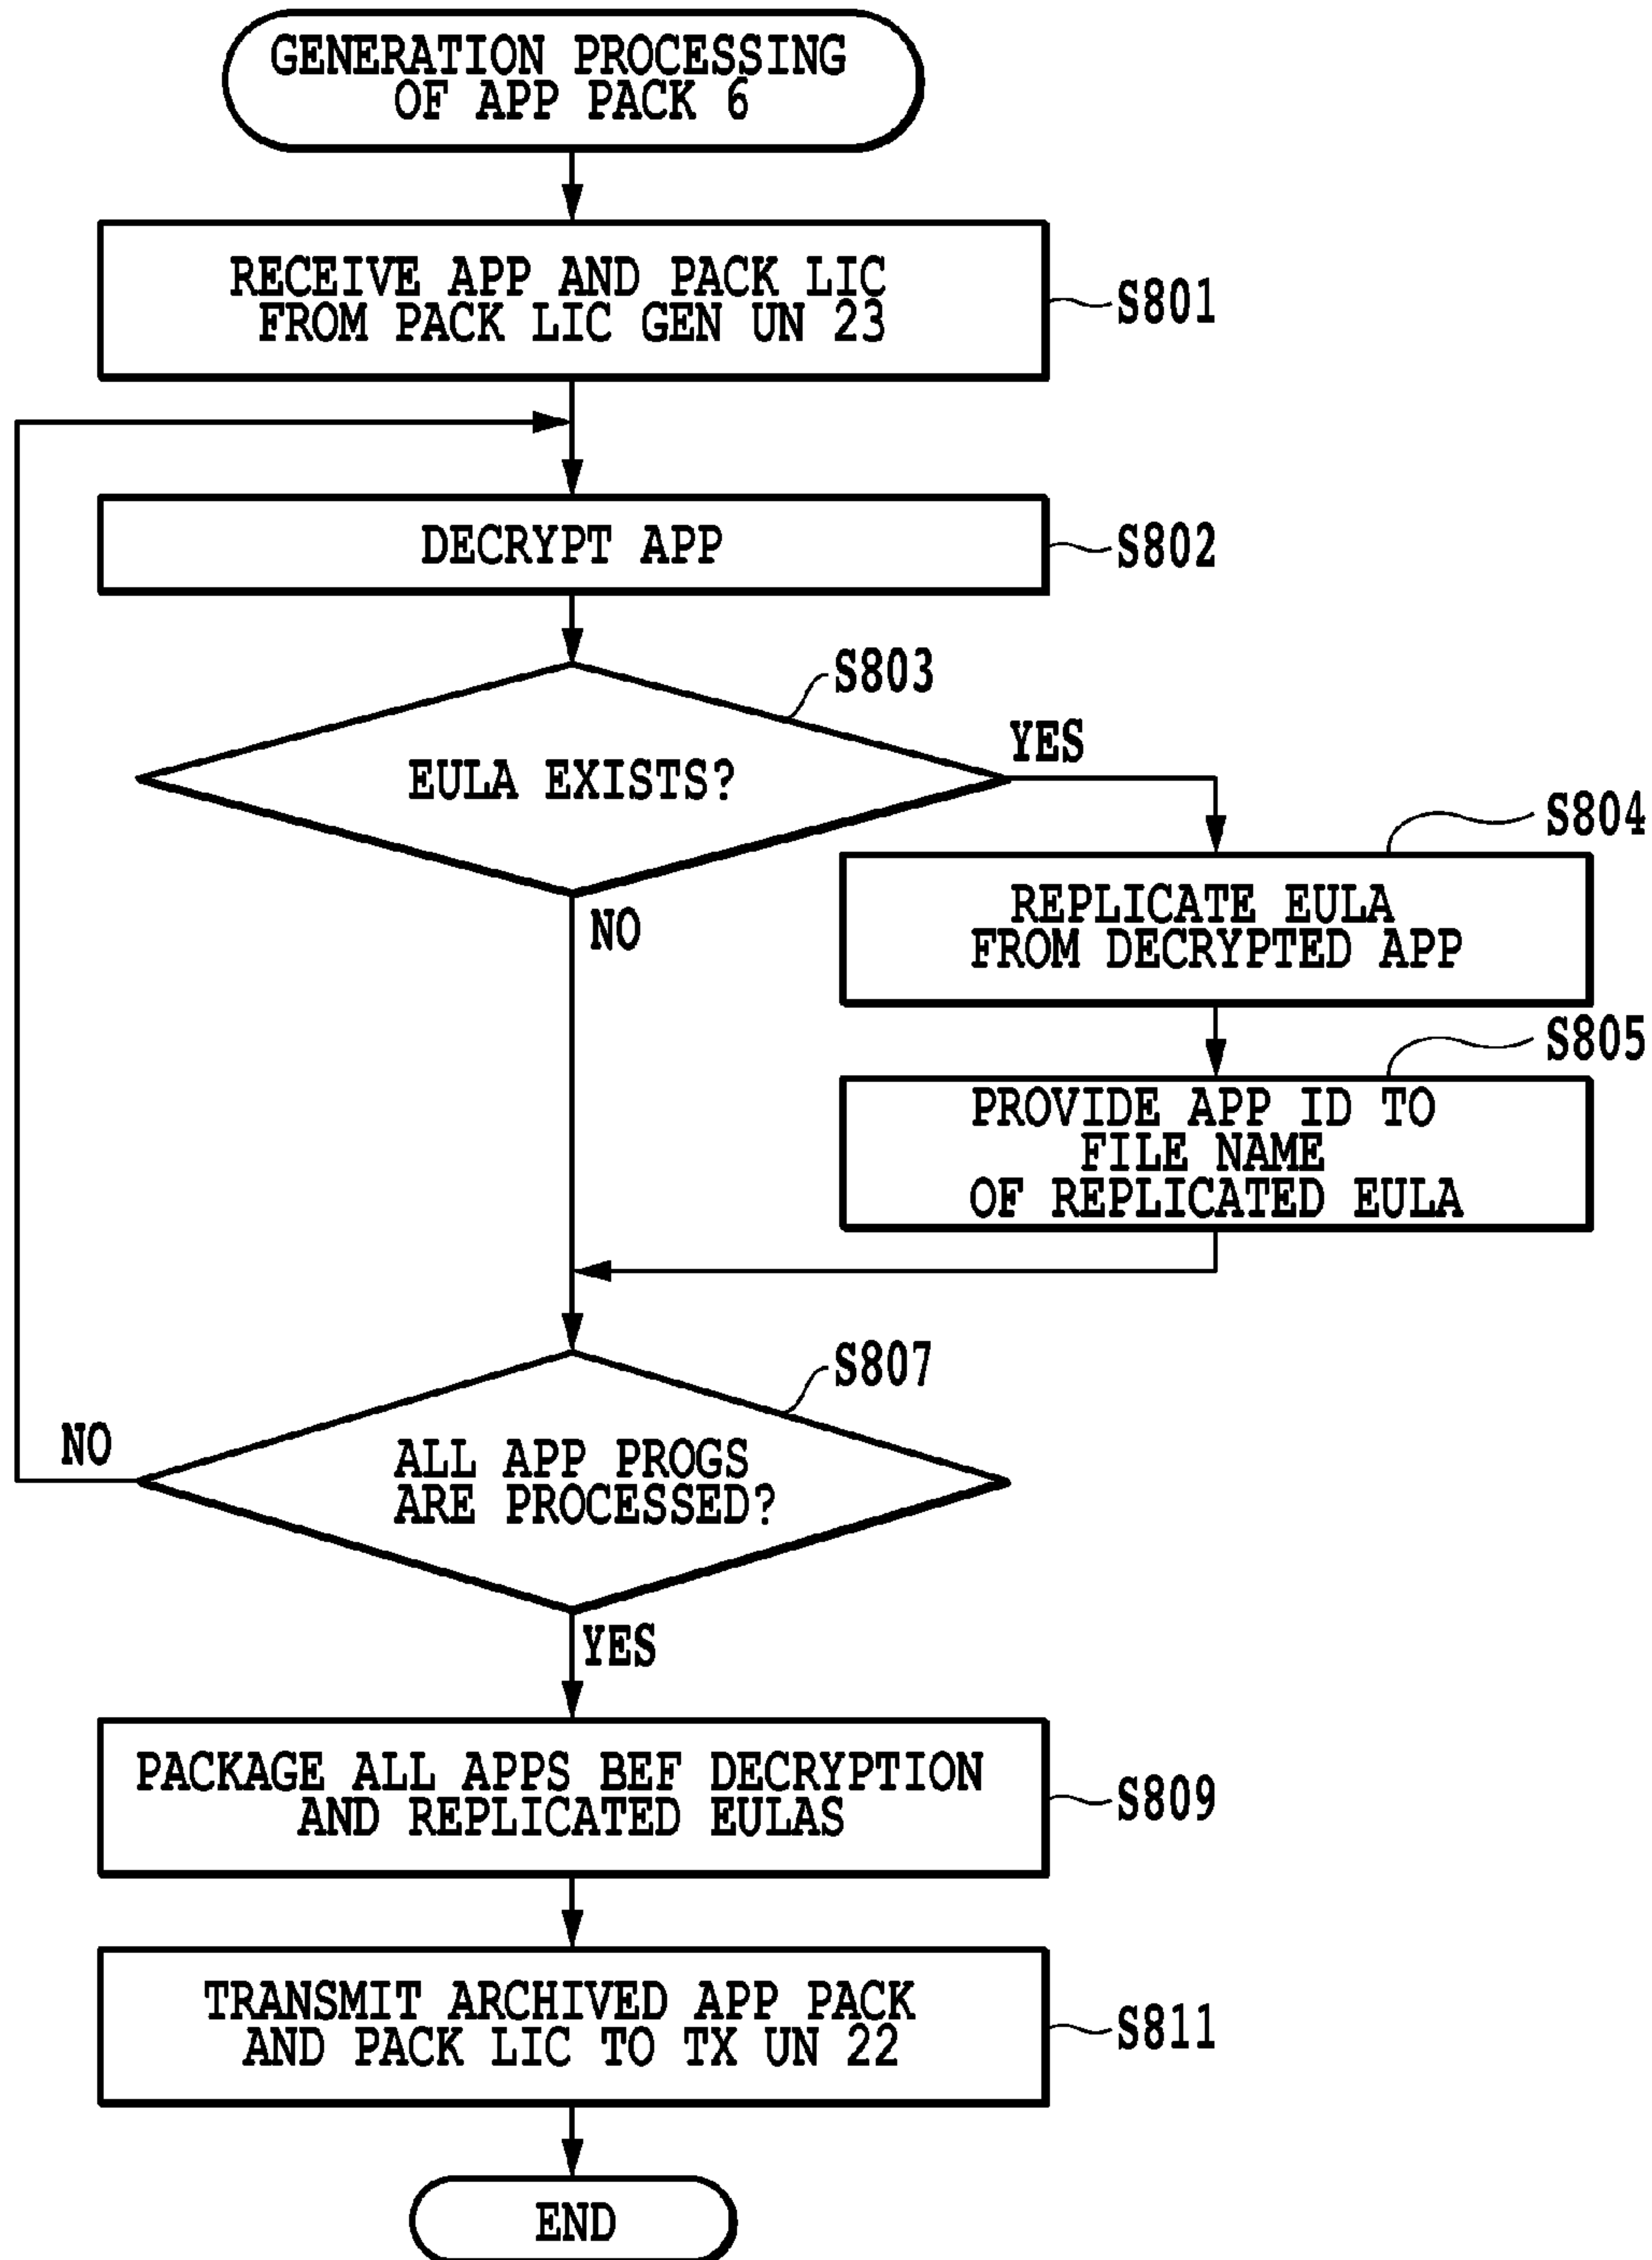 GENERATION PROCESSING
OF APP PACK 6
RECEIVE APP AND PACK LIC
FROM PACK LIC GEN UN 23
S801
DECRYPT APP
S802
S803
EULA EXISTS?
YES
NO
S804
REPLICATE EULA
FROM DECRYPTED APP
S805
PROVIDE APP ID TO
FILE NAME
OF REPLICATED EULA
S807
ALL APP PROGS
ARE PROCESSED?
NO
YES
PACKAGE ALL APPS BEF DECRYPTION
AND REPLICATED EULAS
S809
TRANSMIT ARCHIVED APP PACK
AND PACK LIC TO TX UN 22
S811
END